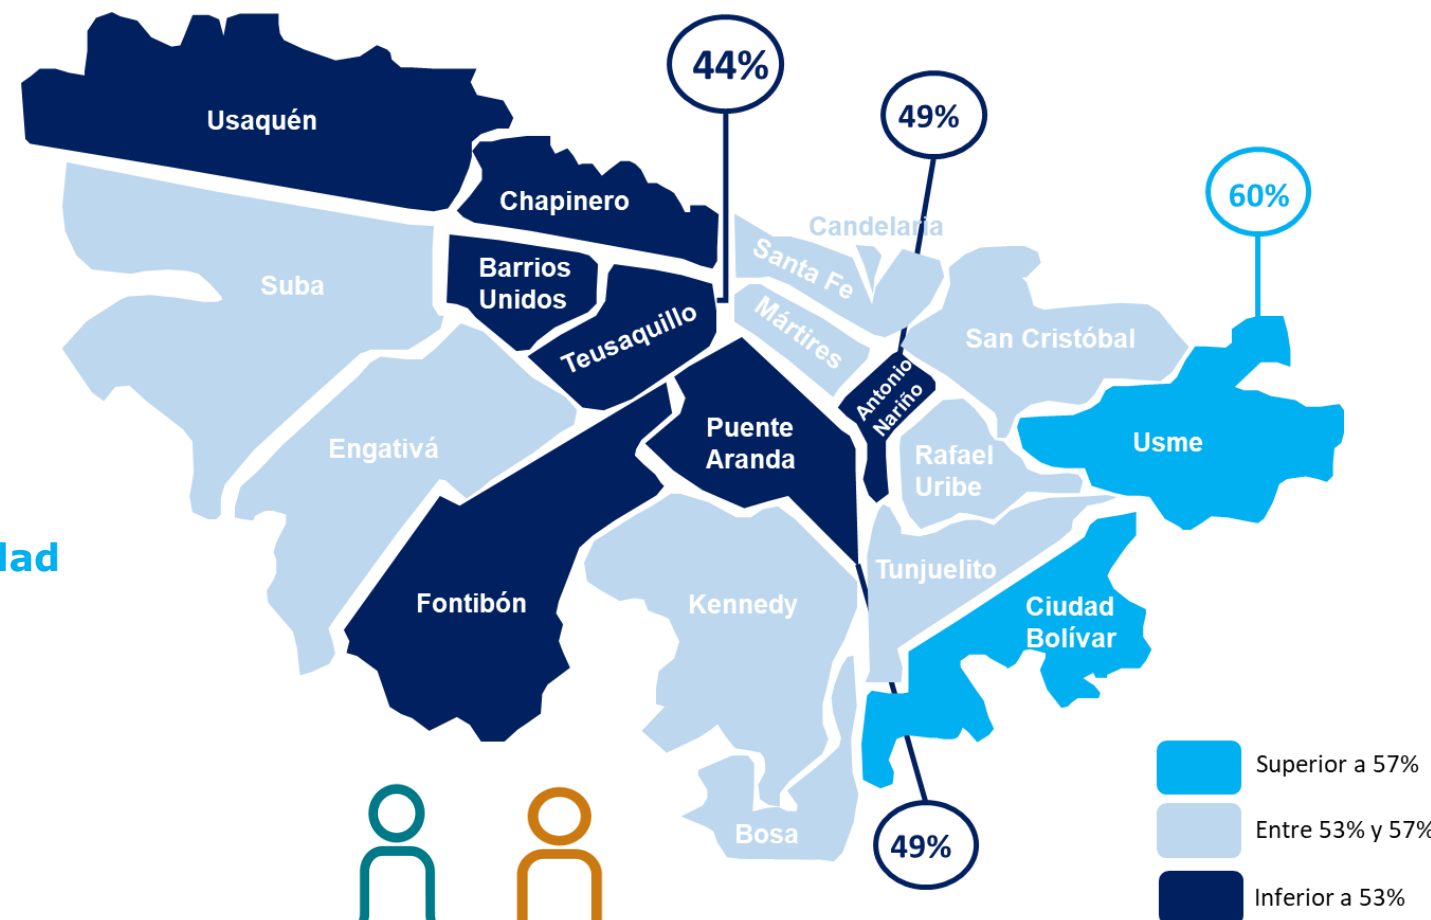 44%
49%
60%
Usaquén
Chapinero
Candelaria
Santa Fe
Suba
Barrios
Unidos
Teusaquillo
Mártires
San Cristóbal
Antonio
Nariño
Engativá
Puente
Aranda
Rafael
Uribe
Usme
dad
Fontibón
Kennedy
Tunjuelito
Ciudad
Bolívar
Bosa
49%
Superior a 57%
Entre 53% y 57%
Inferior a 53%